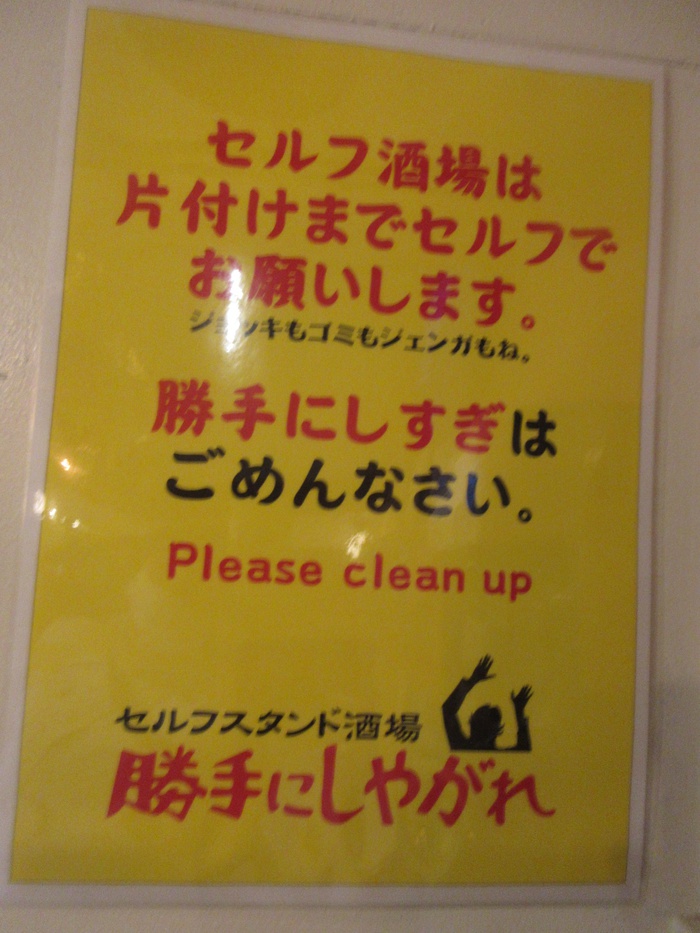 セルフ酒場は
片付けまでセルフで
お願いします。
ジョッキもゴミもジェンガもね。
勝手にしすぎは
ごめんなさい。
Please clean up
セルフスタンド酒場
勝手にしやがれ